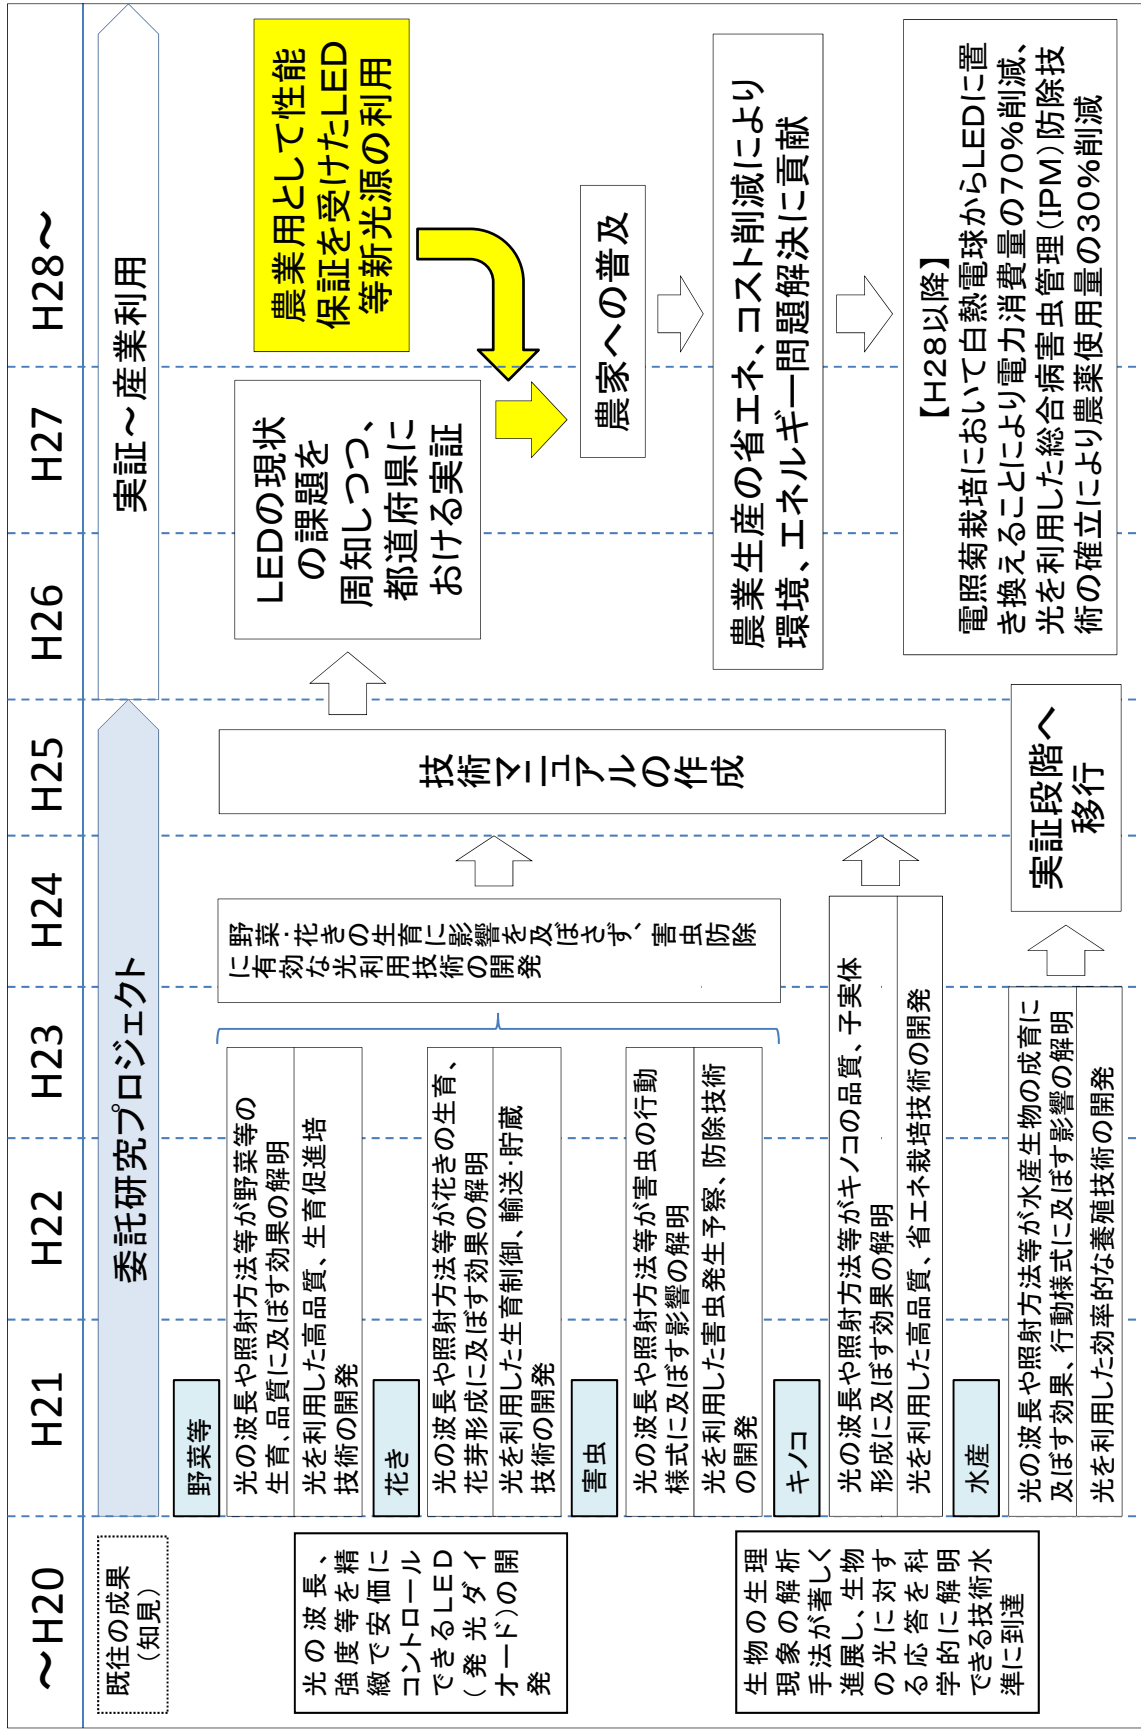 ～H20
H21
H22
H23
H24
H25
H26
H27
H28～
既往の成果
（知見）
委託研究プロジェクト
実証～産業利用
光の波長、
強度等を精
緻で安価に
コントロール
できるLED
(発光ダイ
オード)の開
発
生物の生理
現象の解析
手法が著しく
進展し、生物
の光に対す
る応答を科
学的に解明
できる技術水
準に到達
野菜等
光の波長や照射方法等が野菜等の
生育、品質に及ぼす効果の解明
光を利用した高品質、生育促進培
技術の開発
花き
光の波長や照射方法等が花きの生育、
花芽形成に及ぼす効果の解明
光を利用した生育制御、輸送・貯蔵
技術の開発
害虫
光の波長や照射方法等が害虫の行動
様式に及ぼす影響の解明
光を利用した害虫発生予察、防除技術
の開発
キノコ
光の波長や照射方法等がキノコの品質、子実体
形成に及ぼす効果の解明
光を利用した高品質、省エネ栽培技術の開発
水産
光の波長や照射方法等が水産生物の成育に
及ぼす効果、行動様式に及ぼす影響の解明
光を利用した効率的な養殖技術の開発
野菜・花きの生育に影響を及ぼさず、害虫防除
に有効な光利用技術の開発
技術マニュアルの作成
実証段階へ
移行
LEDの現状
の課題を
周知しつつ、
都道府県に
おける実証
農業用として性能
保証を受けたLED
等新光源の利用
農家への普及
農業生産の省エネ、コスト削減により
環境、エネルギー問題解決に貢献
【H28以降】
電照菊栽培において白熱電球からLEDに置
き換えることにより電力消費量の70%削減、
光を利用した総合病害虫管理(IPM)防除技
術の確立により農薬使用量の30%削減